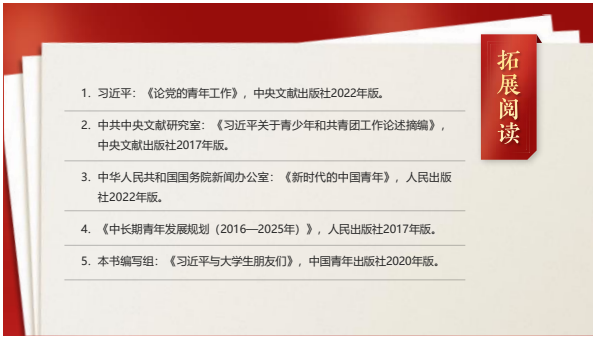 拓展阅读
1. 习近平：《论党的青年工作》，中央文献出版社2022年版。
2. 中共中央文献研究室：《习近平关于青少年和共青团工作论述摘编》，
中央文献出版社2017年版。
3. 中华人民共和国国务院新闻办公室：《新时代的中国青年》，人民出版
社2022年版。
4. 《中长期青年发展规划（2016—2025年）》，人民出版社2017年版。
5. 本书编写组：《习近平与大学生朋友们》，中国青年出版社2020年版。